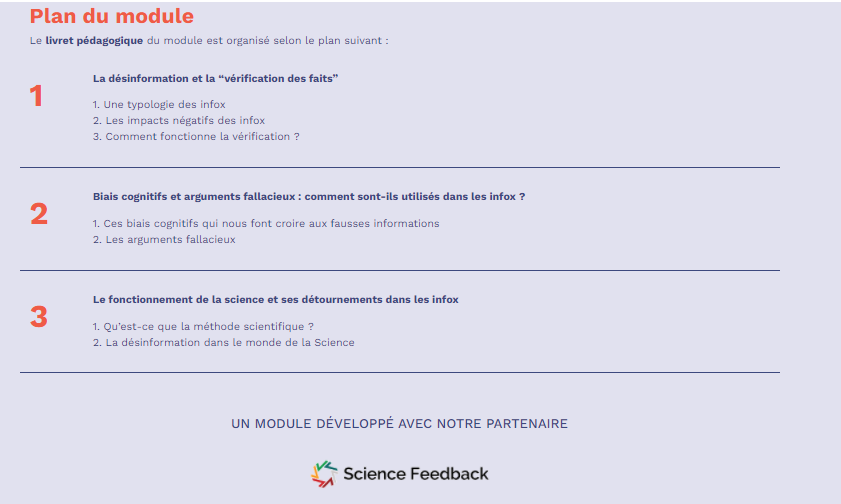 Plan du module
Le livret pédagogique du module est organisé selon le plan suivant :
1
La désinformation et la “vérification des faits”
1. Une typologie des infox
2. Les impacts négatifs des infox
3. Comment fonctionne la vérification ?
2
Biais cognitifs et arguments fallacieux : comment sont-ils utilisés dans les infox ?
1. Ces biais cognitifs qui nous font croire aux fausses informations
2. Les arguments fallacieux
3
Le fonctionnement de la science et ses détournements dans les infox
1. Qu’est-ce que la méthode scientifique ?
2. La désinformation dans le monde de la Science
UN MODULE DÉVELOPPÉ AVEC NOTRE PARTENAIRE
Science Feedback